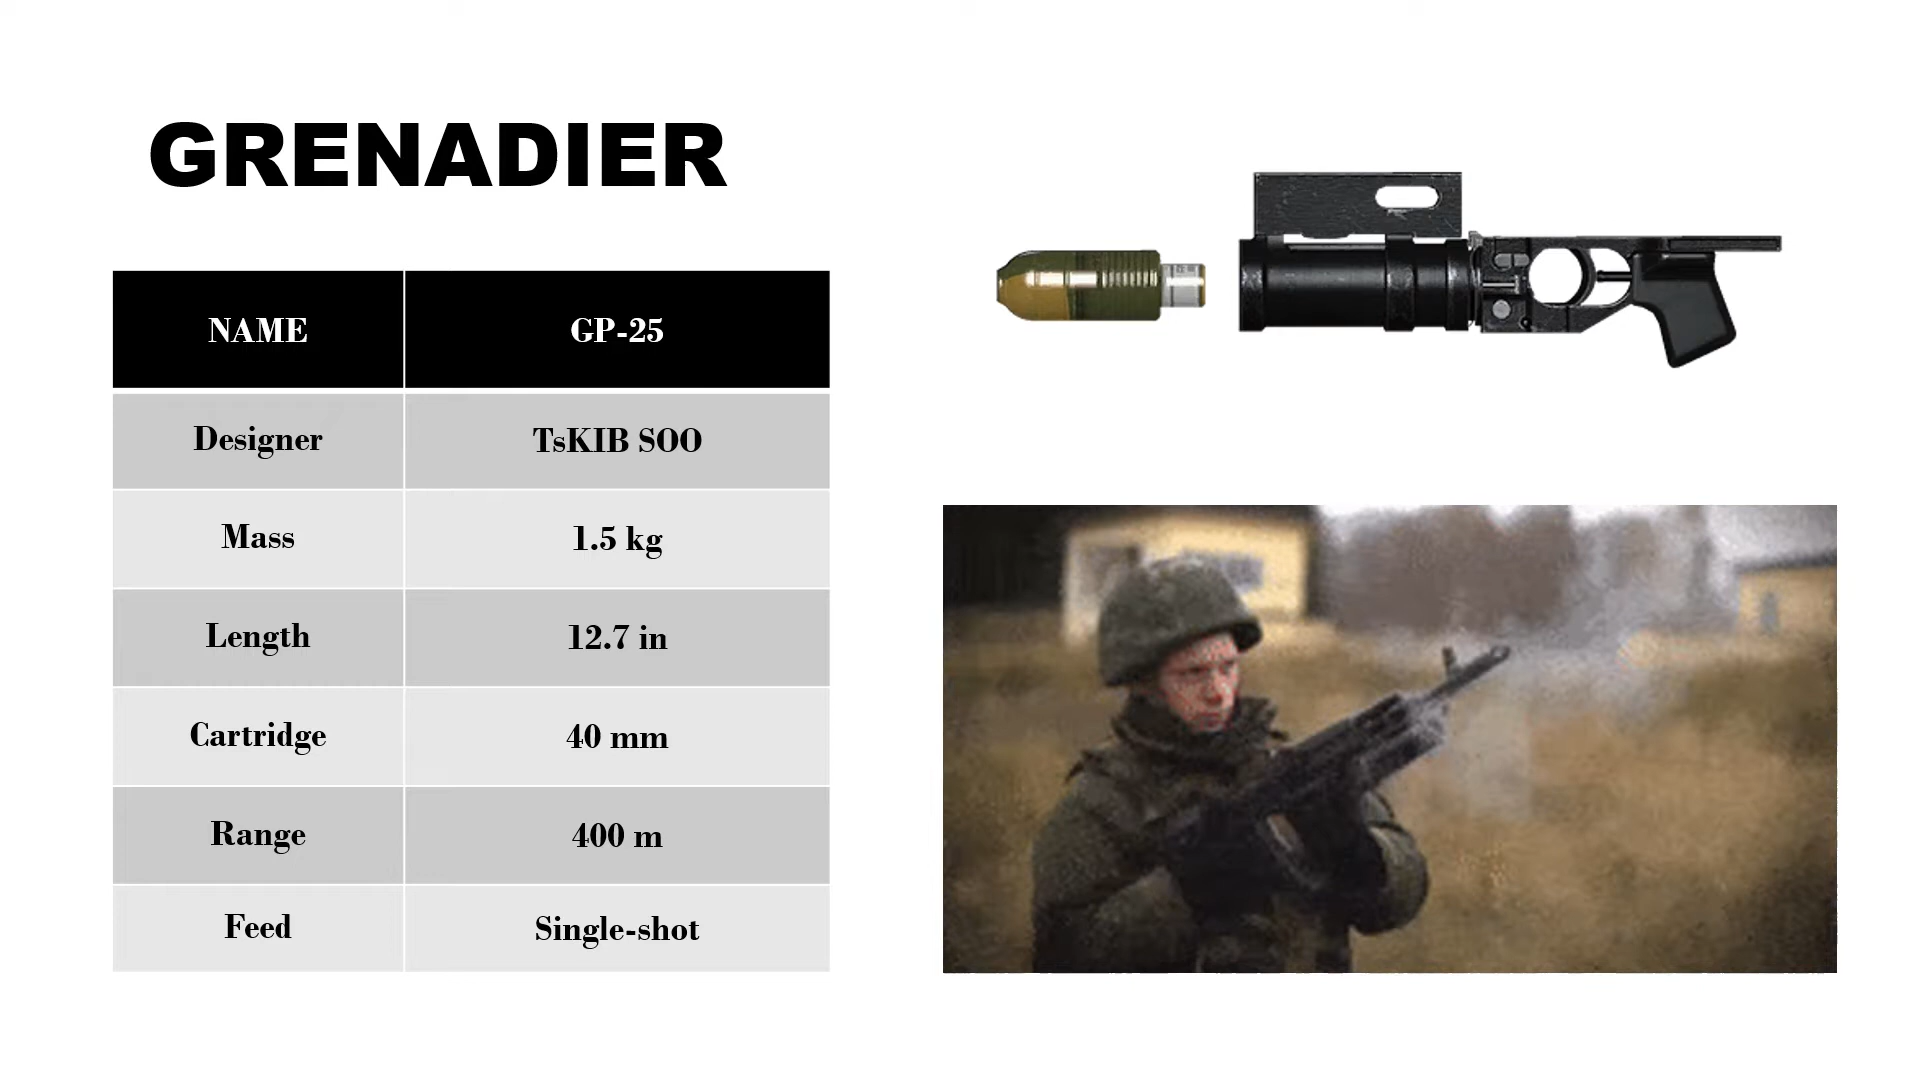 GRENADIER
NAME GP-25
Designer TsKIB SOO
Mass 1.5 kg
Length 12.7 in
Cartridge 40 mm
Range 400 m
Feed Single-shot